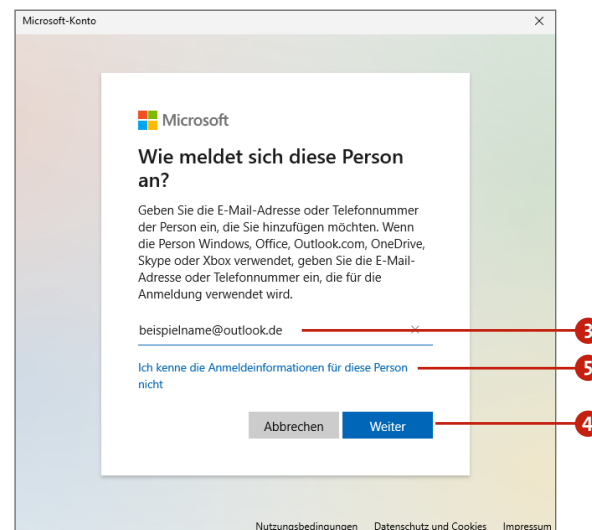 Microsoft-Konto
Microsoft
Wie meldet sich diese Person
an?
Geben Sie die E-Mail-Adresse oder Telefonnummer
der Person ein, die Sie hinzufügen möchten. Wenn
die Person Windows, Office, Outlook.com, OneDrive,
Skype oder Xbox verwendet, geben Sie die E-Mail-
Adresse oder Telefonnummer ein, die für die
Anmeldung verwendet wird.
beispielname@outlook.de
3
Ich kenne die Anmeldeinformationen für diese Person
nicht
5
Abbrechen Weiter
4
Nutzungsbedingungen Datenschutz und Cookies Impressum